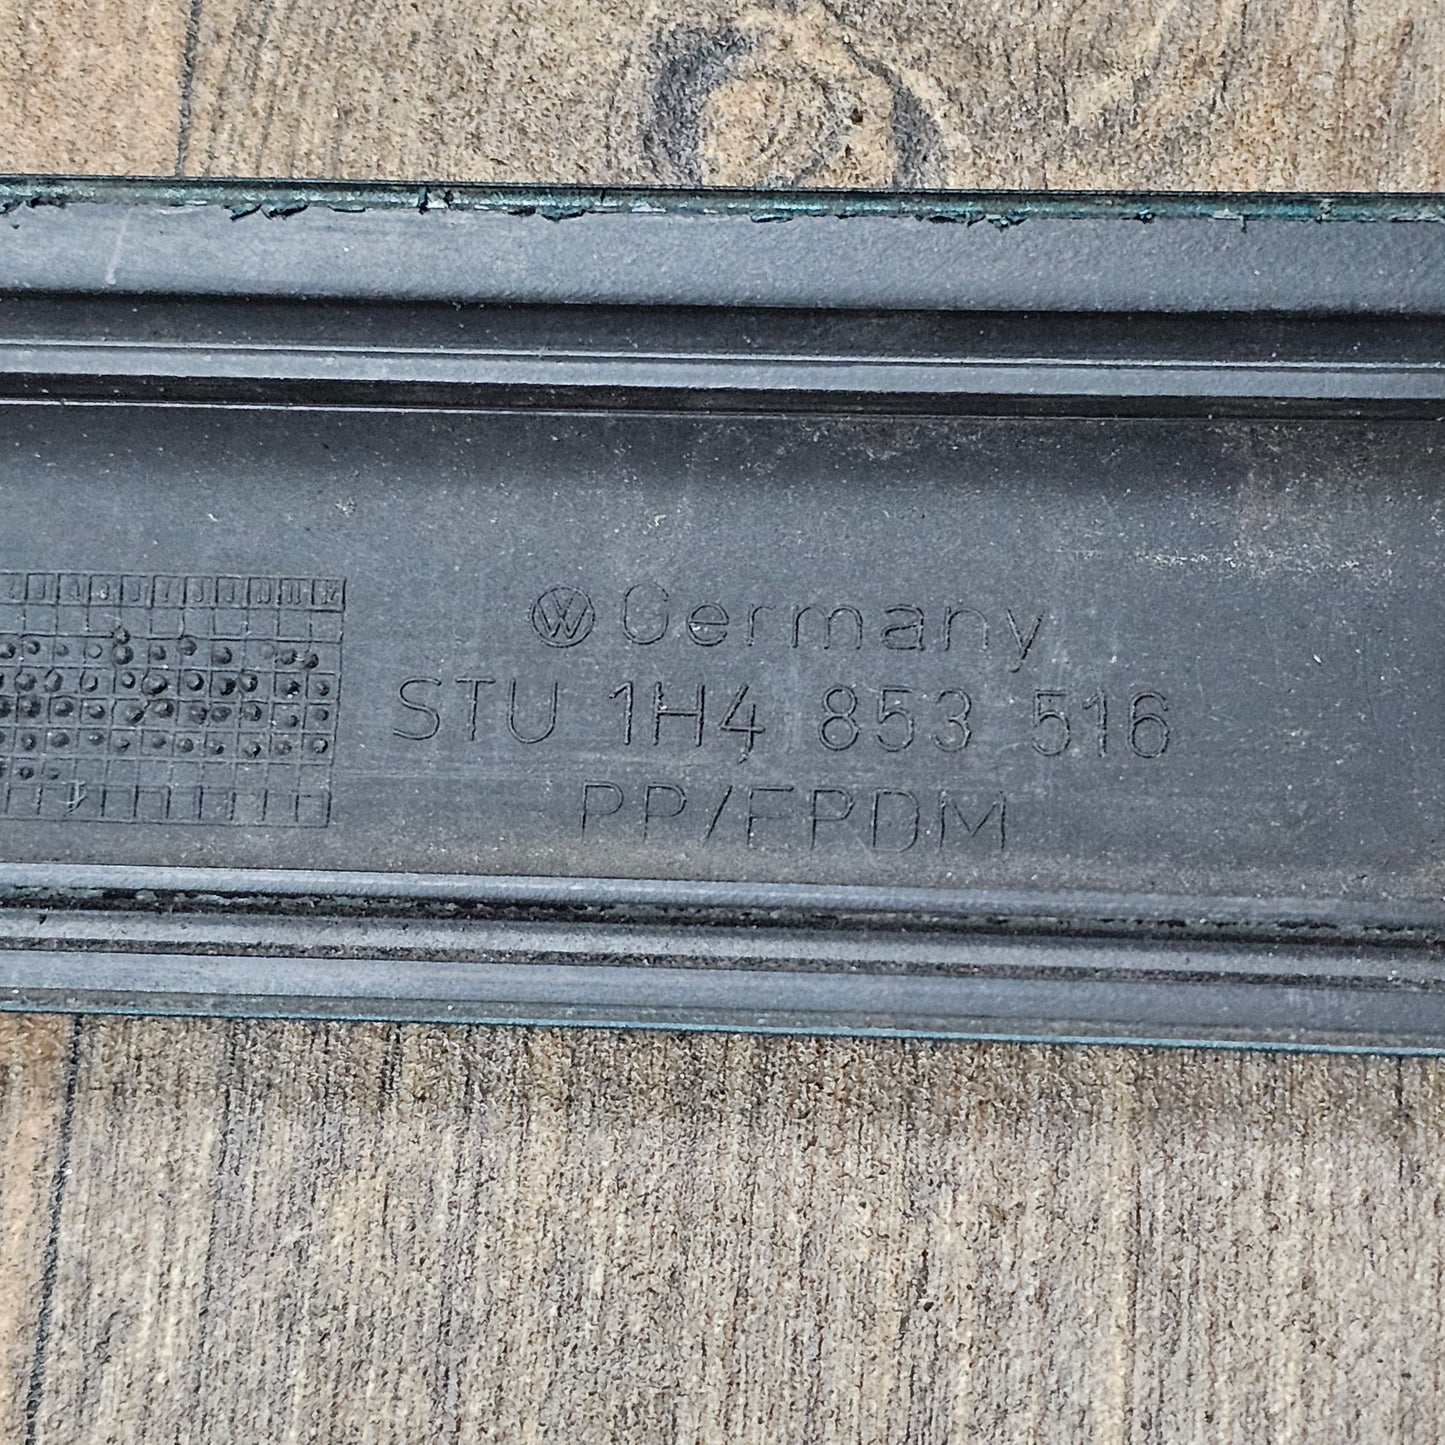 Germany
STU 1H4 853 516
PP/EPDM